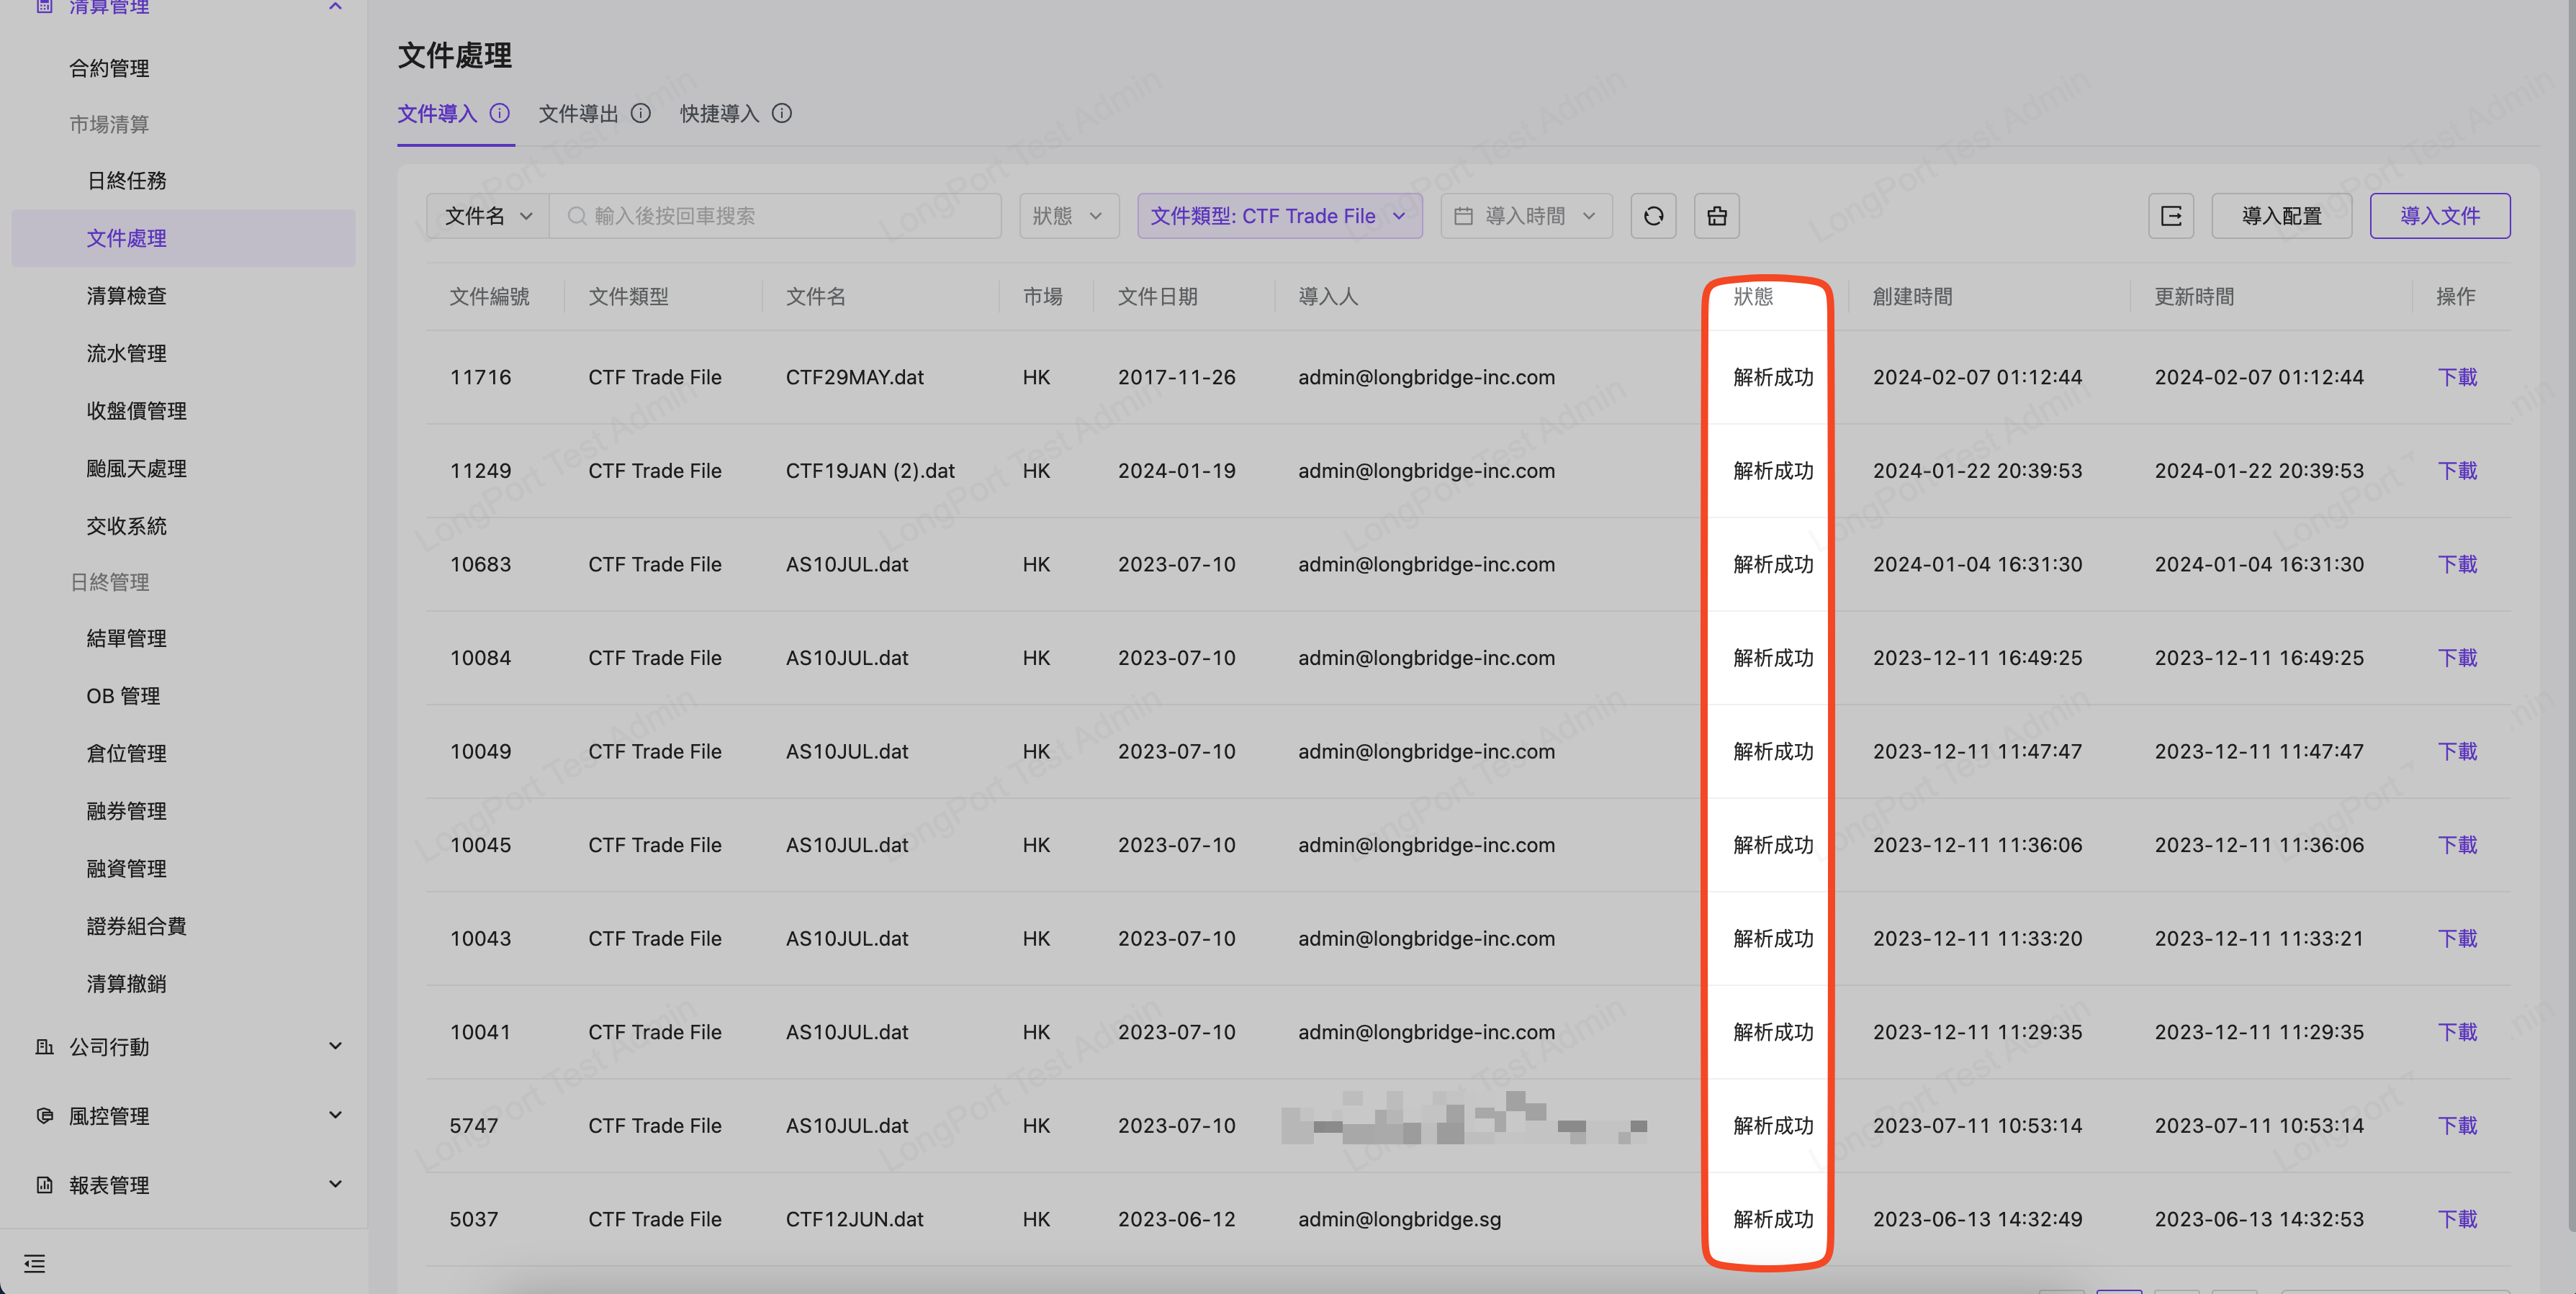 清算管理
合約管理
市場清算
日終任務
文件處理
清算檢查
流水管理
收盤價管理
颱風天處理
交收系統
日終管理
結單管理
OB 管理
倉位管理
融券管理
融資管理
證券組合費
清算撤銷
公司行動
風控管理
報表管理
文件處理
文件導入 文件導出 快捷導入
文件名 輸入後按回車搜索 狀態 文件類型: CTF Trade File 導入時間 導入配置 導入文件
文件編號 文件類型 文件名 市場 文件日期 導入人 狀態 創建時間 更新時間 操作
11716 CTF Trade File CTF29MAY.dat HK 2017-11-26 admin@longbridge-inc.com 解析成功 2024-02-07 01:12:44 2024-02-07 01:12:44 下載
11249 CTF Trade File CTF19JAN (2).dat HK 2024-01-19 admin@longbridge-inc.com 解析成功 2024-01-22 20:39:53 2024-01-22 20:39:53 下載
10683 CTF Trade File AS10JUL.dat HK 2023-07-10 admin@longbridge-inc.com 解析成功 2024-01-04 16:31:30 2024-01-04 16:31:30 下載
10084 CTF Trade File AS10JUL.dat HK 2023-07-10 admin@longbridge-inc.com 解析成功 2023-12-11 16:49:25 2023-12-11 16:49:25 下載
10049 CTF Trade File AS10JUL.dat HK 2023-07-10 admin@longbridge-inc.com 解析成功 2023-12-11 11:47:47 2023-12-11 11:47:47 下載
10045 CTF Trade File AS10JUL.dat HK 2023-07-10 admin@longbridge-inc.com 解析成功 2023-12-11 11:36:06 2023-12-11 11:36:06 下載
10043 CTF Trade File AS10JUL.dat HK 2023-07-10 admin@longbridge-inc.com 解析成功 2023-12-11 11:33:20 2023-12-11 11:33:21 下載
10041 CTF Trade File AS10JUL.dat HK 2023-07-10 admin@longbridge-inc.com 解析成功 2023-12-11 11:29:35 2023-12-11 11:29:35 下載
5747 CTF Trade File AS10JUL.dat HK 2023-07-10 解析成功 2023-07-11 10:53:14 2023-07-11 10:53:14 下載
5037 CTF Trade File CTF12JUN.dat HK 2023-06-12 admin@longbridge.sg 解析成功 2023-06-13 14:32:49 2023-06-13 14:32:53 下載
LongPort Test Admin